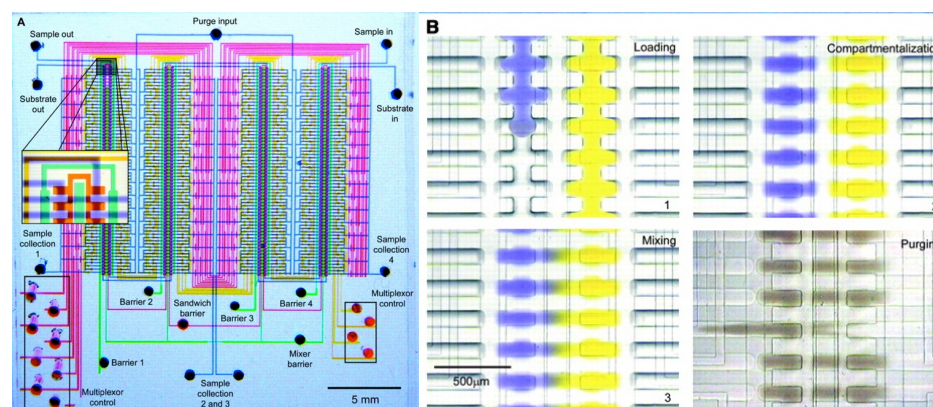 A
Purge input
Sample out
Sample in
Substrate
out
Substrate
in
Sample
collection
1
Sample
collection
4
Barrier 2
Sandwich
barrier
Barrier 3
Barrier 4
Multiplexor
control
Barrier 1
Mixer
barrier
Multiplexor
control
Sample
collection
2 and 3
5 mm
B
Loading
1
Compartmentalizatio
Mixing
500µm
3
Purgin